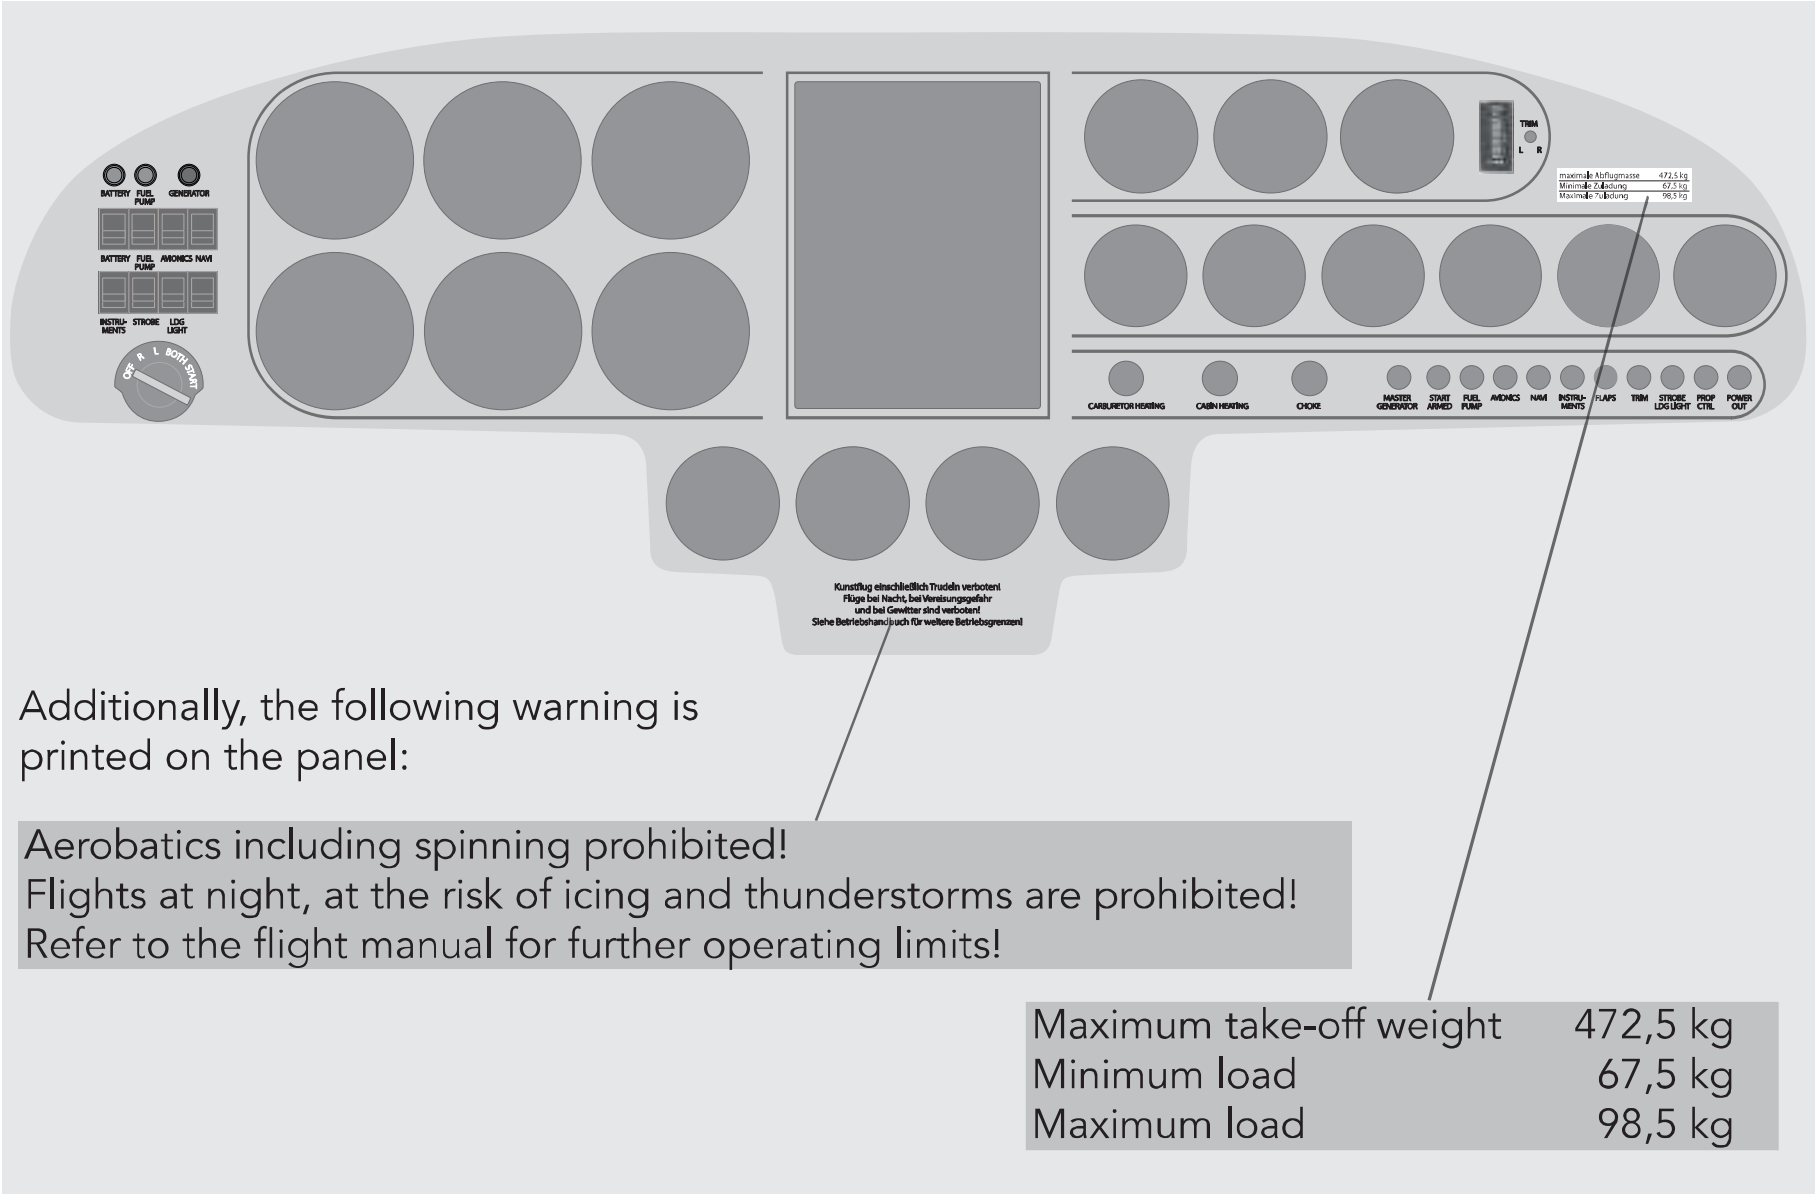 BATTERY FUEL PUMP GENERATOR
BATTERY FUEL PUMP AVIONICS NAVI
INSTRU-MENTS STROBE LDG LIGHT
OFF R L BOTH START
TRIM
L R
maximale Abflugmasse 472,5 kg
Minimale Zuladung 67,5 kg
Maximale Zuladung 98,5 kg
CARBURETOR HEATING CABIN HEATING CHOKE MASTER GENERATOR START ARMED FUEL PUMP AVIONICS NAVI INSTRU-MENTS FLAPS TRIM STROBE LDG LIGHT PROP CTRL POWER OUT
Kunstflug einschließlich Trudeln verboten!
Flüge bei Nacht, bei Vereisungsgefahr
und bei Gewitter sind verboten!
Siehe Betriebshandbuch für weitere Betriebsgrenzen!
Additionally, the following warning is
printed on the panel:
Aerobatics including spinning prohibited!
Flights at night, at the risk of icing and thunderstorms are prohibited!
Refer to the flight manual for further operating limits!
Maximum take-off weight 472,5 kg
Minimum load 67,5 kg
Maximum load 98,5 kg